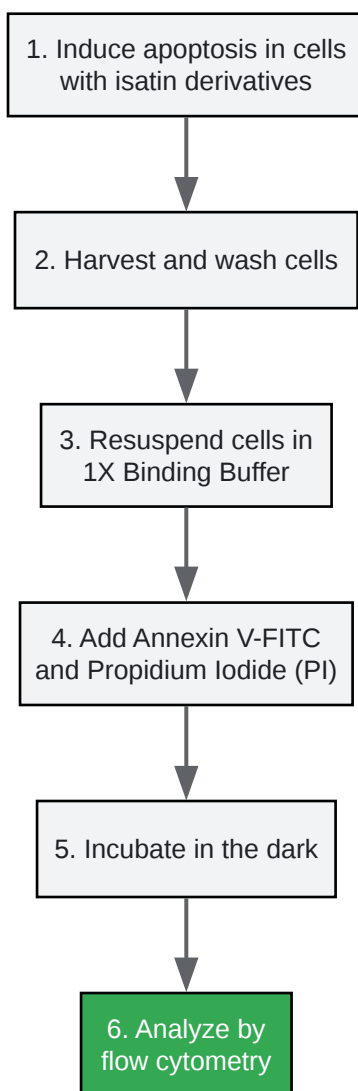 1. Induce apoptosis in cells
with isatin derivatives
2. Harvest and wash cells
3. Resuspend cells in
1X Binding Buffer
4. Add Annexin V-FITC
and Propidium Iodide (PI)
5. Incubate in the dark
6. Analyze by
flow cytometry